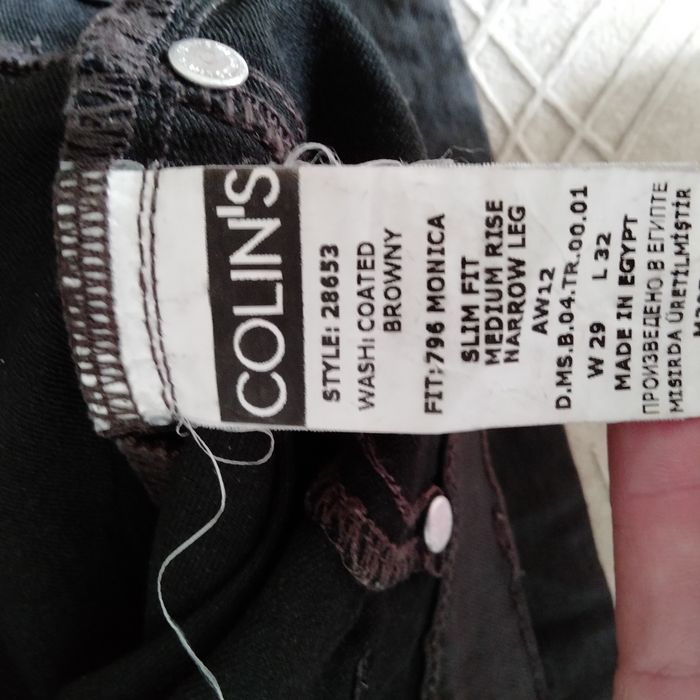 COLIN'S
STYLE: 28653
WASH: COATED
BROWNY
FIT: 796 MONICA
SLIM FIT
MEDIUM RISE
NARROW LEG
AW12
D.MS.B.04.TR.00.01
W 29 L 32
MADE IN EGYPT
ПРОИЗВЕДЕНО В ЕГИПТЕ
MISIRDA ÜRETİLMİŞTİR